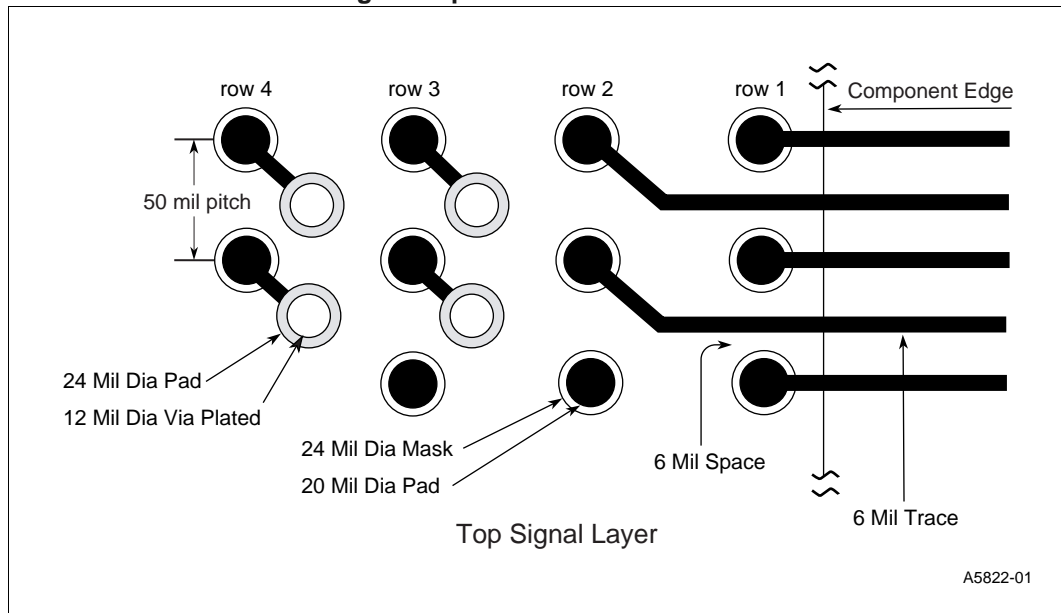 row 4
row 3
row 2
row 1
Component Edge
50 mil pitch
24 Mil Dia Pad
12 Mil Dia Via Plated
24 Mil Dia Mask
20 Mil Dia Pad
6 Mil Space
6 Mil Trace
Top Signal Layer
A5822-01